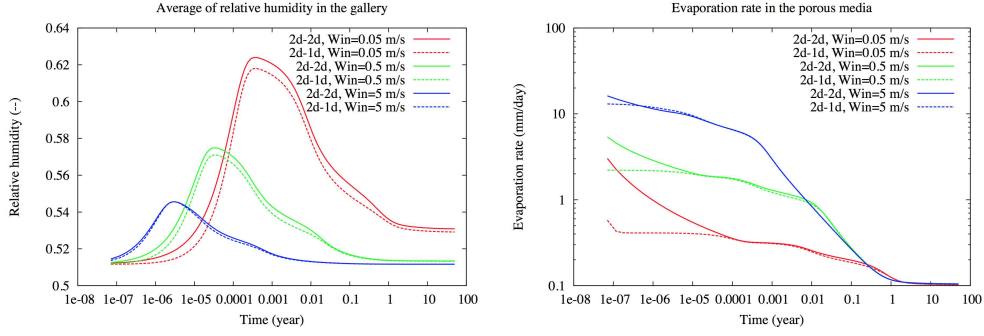 Average of relative humidity in the gallery
0.64
0.62
0.6
0.58
0.56
0.54
0.52
0.5
Relative humidity (--)
2d-2d, Win=0.05 m/s
2d-1d, Win=0.05 m/s
2d-2d, Win=0.5 m/s
2d-1d, Win=0.5 m/s
2d-2d, Win=5 m/s
2d-1d, Win=5 m/s
1e-08 1e-07 1e-06 1e-05 0.0001 0.001 0.01 0.1 1 10 100
Time (year)
Evaporation rate in the porous media
100
10
1
0.1
Evaporation rate (mm/day)
2d-2d, Win=0.05 m/s
2d-1d, Win=0.05 m/s
2d-2d, Win=0.5 m/s
2d-1d, Win=0.5 m/s
2d-2d, Win=5 m/s
2d-1d, Win=5 m/s
1e-08 1e-07 1e-06 1e-05 0.0001 0.001 0.01 0.1 1 10 100
Time (year)